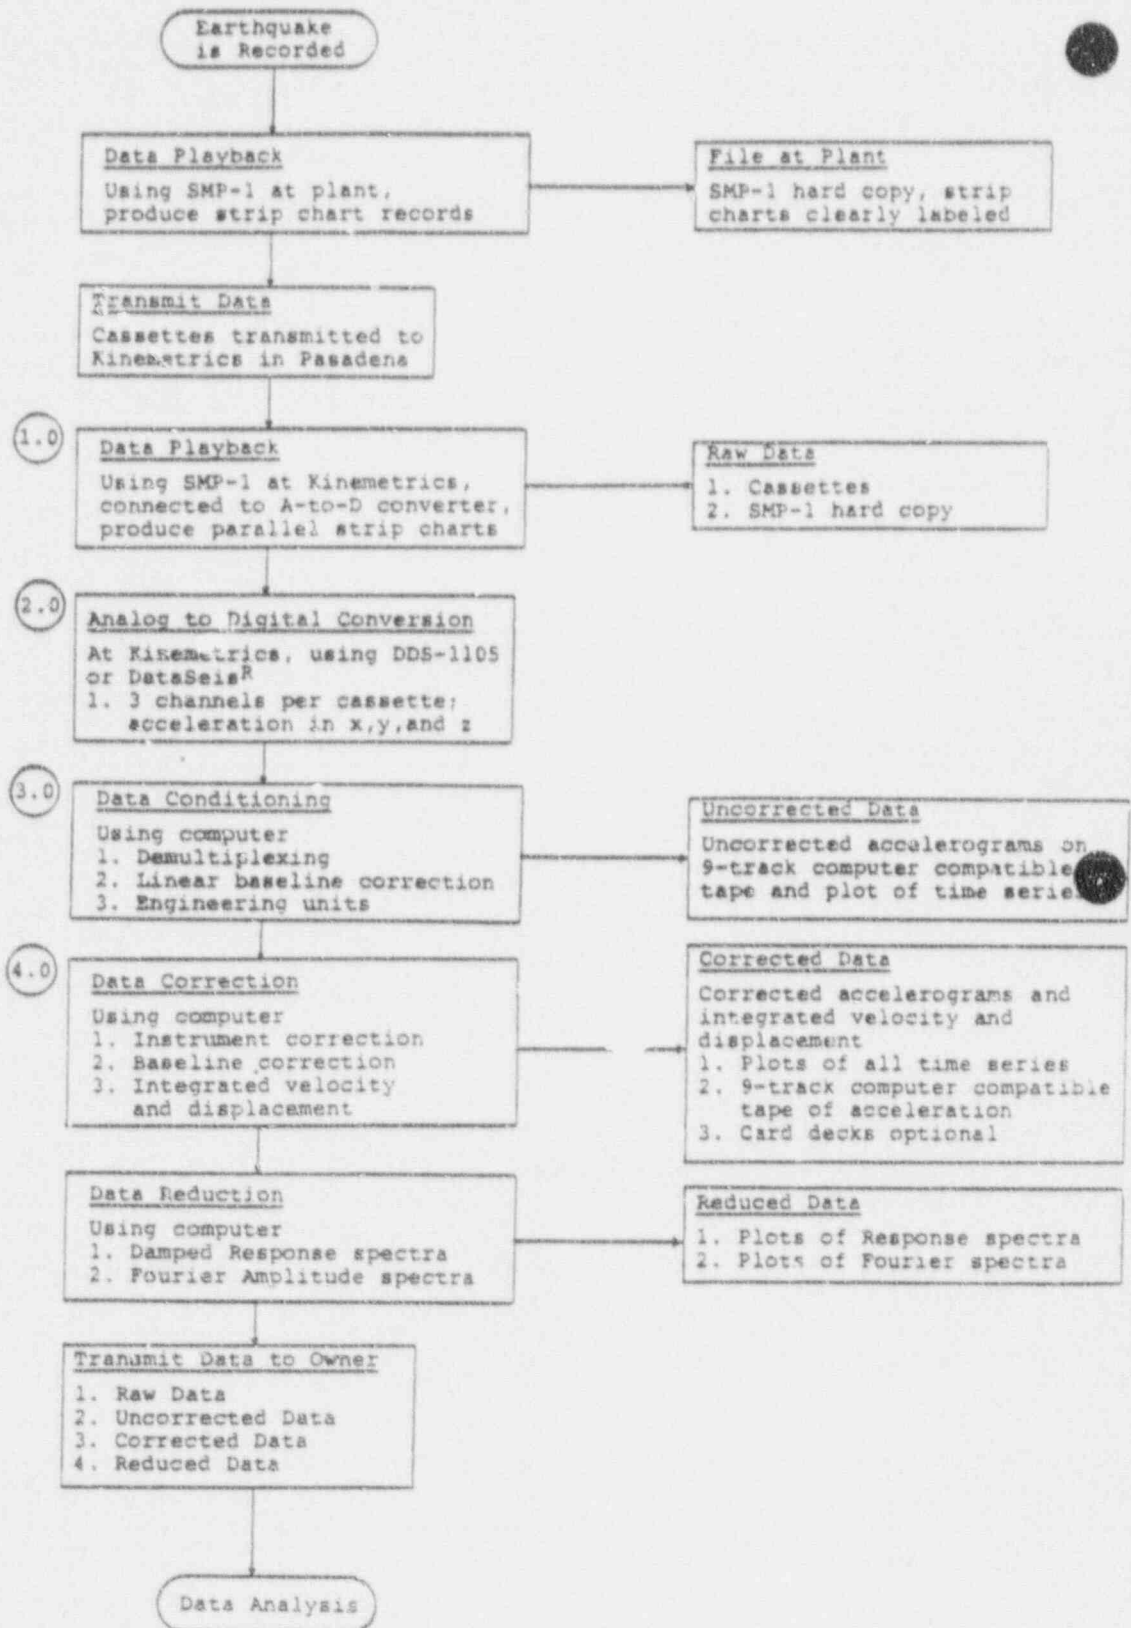 Earthquake
is Recorded
Data Playback
Using SMP-1 at plant,
produce strip chart records
File at Plant
SMP-1 hard copy, strip
charts clearly labeled
Transmit Data
Cassettes transmitted to
Kinemetrics in Pasadena
1.0
Data Playback
Using SMP-1 at Kinemetrics,
connected to A-to-D converter,
produce parallel strip charts
Raw Data
1. Cassettes
2. SMP-1 hard copy
2.0
Analog to Digital Conversion
At Kinemetrics, using DDS-1105
or DataSeisR
1. 3 channels per cassette;
acceleration in x,y,and z
3.0
Data Conditioning
Using computer
1. Demultiplexing
2. Linear baseline correction
3. Engineering units
Uncorrected Data
Uncorrected accelerograms on
9-track computer compatible
tape and plot of time series
4.0
Data Correction
Using computer
1. Instrument correction
2. Baseline correction
3. Integrated velocity
and displacement
Corrected Data
Corrected accelerograms and
integrated velocity and
displacement
1. Plots of all time series
2. 9-track computer compatible
tape of acceleration
3. Card decks optional
Data Reduction
Using computer
1. Damped Response spectra
2. Fourier Amplitude spectra
Reduced Data
1. Plots of Response spectra
2. Plots of Fourier spectra
Transmit Data to Owner
1. Raw Data
2. Uncorrected Data
3. Corrected Data
4. Reduced Data
Data Analysis